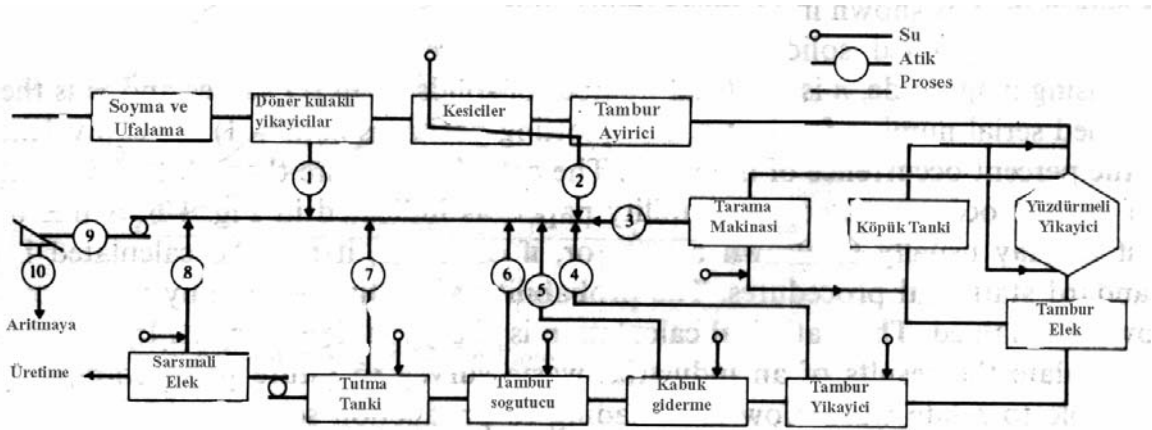 Su
Atik
Proses
Soyma ve
Ufalama
Döner kulakli
yikayicilar
Kesiciler
Tambur
Ayirici
1
2
3
Tarama
Makinasi
Köpük Tanki
Yüzdürmeli
Yikayici
9
10
8
7
6
5
4
Aritmaya
Tambur
Elek
Üretime
Sarsmali
Elek
Tutma
Tanki
Tambur
sogutucu
Kabuk
giderme
Tambur
Yikayici